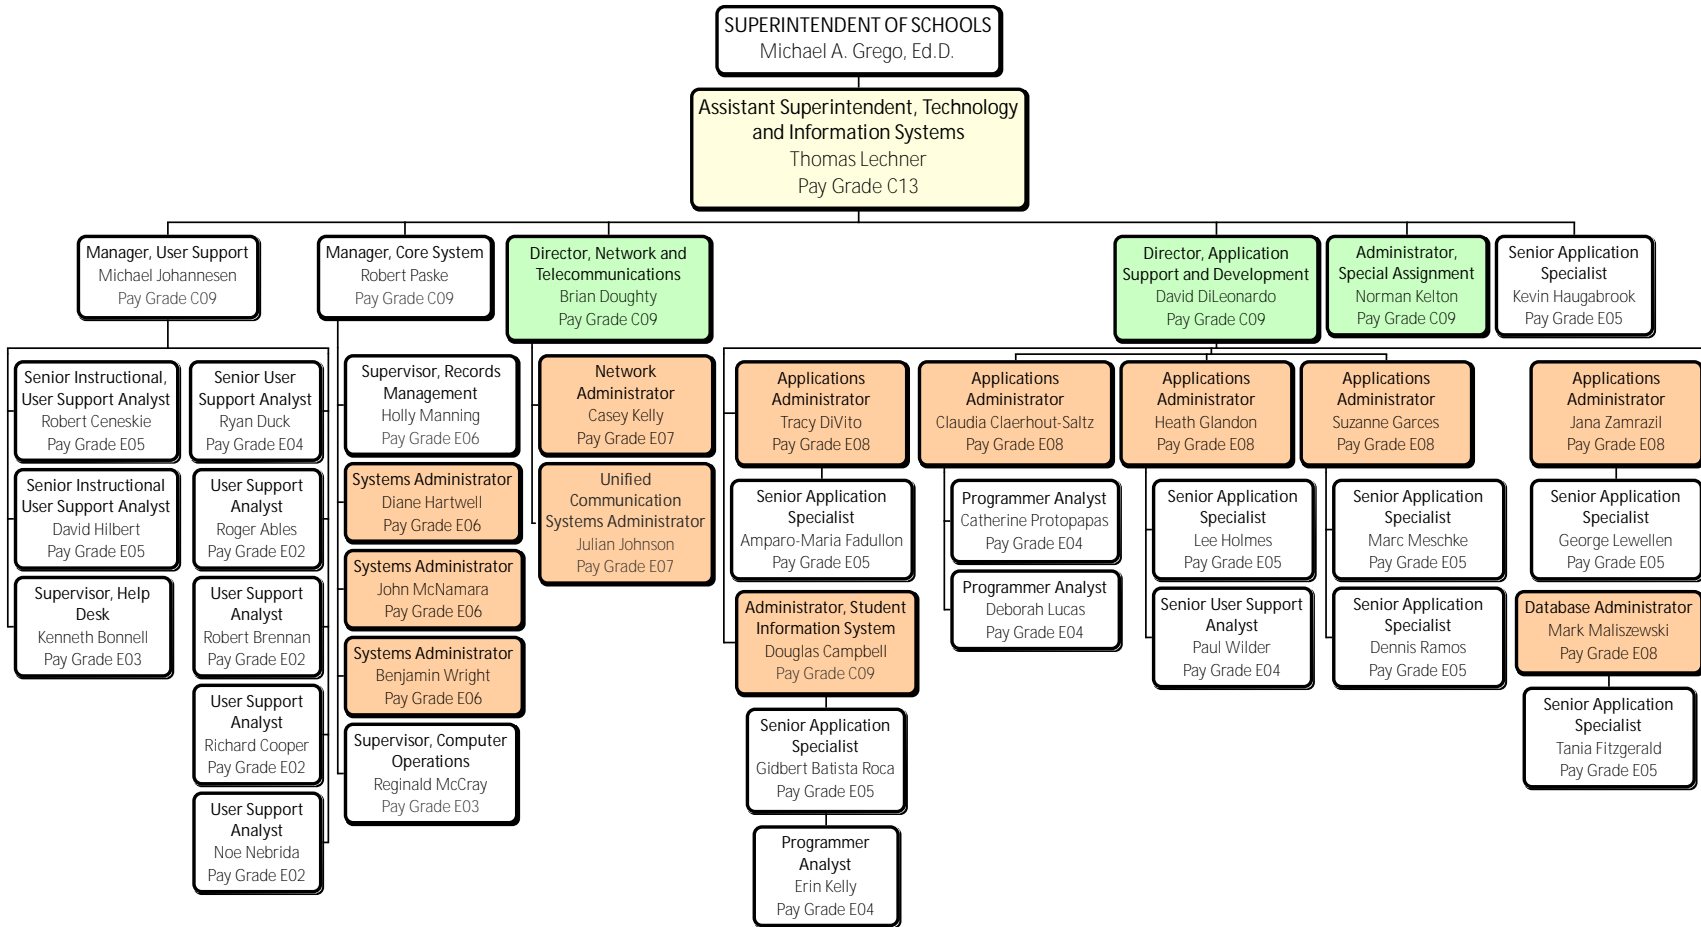 SUPERINTENDENT OF SCHOOLS
Michael A. Grego, Ed.D.
Assistant Superintendent, Technology
and Information Systems
Thomas Lechner
Pay Grade C13
Manager, User Support
Michael Johannesen
Pay Grade C09
Manager, Core System
Robert Paske
Pay Grade C09
Director, Network and
Telecommunications
Brian Doughty
Pay Grade C09
Director, Application
Support and Development
David DiLeonardo
Pay Grade C09
Administrator,
Special Assignment
Norman Kelton
Pay Grade C09
Senior Application
Specialist
Kevin Haugabrook
Pay Grade E05
Senior Instructional,
User Support Analyst
Robert Ceneskie
Pay Grade E05
Senior Instructional
User Support Analyst
David Hilbert
Pay Grade E05
Supervisor, Help
Desk
Kenneth Bonnell
Pay Grade E03
Senior User
Support Analyst
Ryan Duck
Pay Grade E04
User Support
Analyst
Roger Ables
Pay Grade E02
User Support
Analyst
Robert Brennan
Pay Grade E02
User Support
Analyst
Richard Cooper
Pay Grade E02
User Support
Analyst
Noe Nebrida
Pay Grade E02
Supervisor, Records
Management
Holly Manning
Pay Grade E06
Systems Administrator
Diane Hartwell
Pay Grade E06
Systems Administrator
John McNamara
Pay Grade E06
Systems Administrator
Benjamin Wright
Pay Grade E06
Supervisor, Computer
Operations
Reginald McCray
Pay Grade E03
Network
Administrator
Casey Kelly
Pay Grade E07
Unified
Communication
Systems Administrator
Julian Johnson
Pay Grade E07
Applications
Administrator
Tracy DiVito
Pay Grade E08
Senior Application
Specialist
Amparo-Maria Fadullon
Pay Grade E05
Administrator, Student
Information System
Douglas Campbell
Pay Grade C09
Senior Application
Specialist
Gidbert Batista Roca
Pay Grade E05
Programmer
Analyst
Erin Kelly
Pay Grade E04
Applications
Administrator
Claudia Claerhout-Saltz
Pay Grade E08
Programmer Analyst
Catherine Protopapas
Pay Grade E04
Programmer Analyst
Deborah Lucas
Pay Grade E04
Applications
Administrator
Heath Glandon
Pay Grade E08
Senior Application
Specialist
Lee Holmes
Pay Grade E05
Senior User Support
Analyst
Paul Wilder
Pay Grade E04
Applications
Administrator
Suzanne Garces
Pay Grade E08
Senior Application
Specialist
Marc Meschke
Pay Grade E05
Senior Application
Specialist
Dennis Ramos
Pay Grade E05
Applications
Administrator
Jana Zamrazil
Pay Grade E08
Senior Application
Specialist
George Lewellen
Pay Grade E05
Database Administrator
Mark Maliszewski
Pay Grade E08
Senior Application
Specialist
Tania Fitzgerald
Pay Grade E05